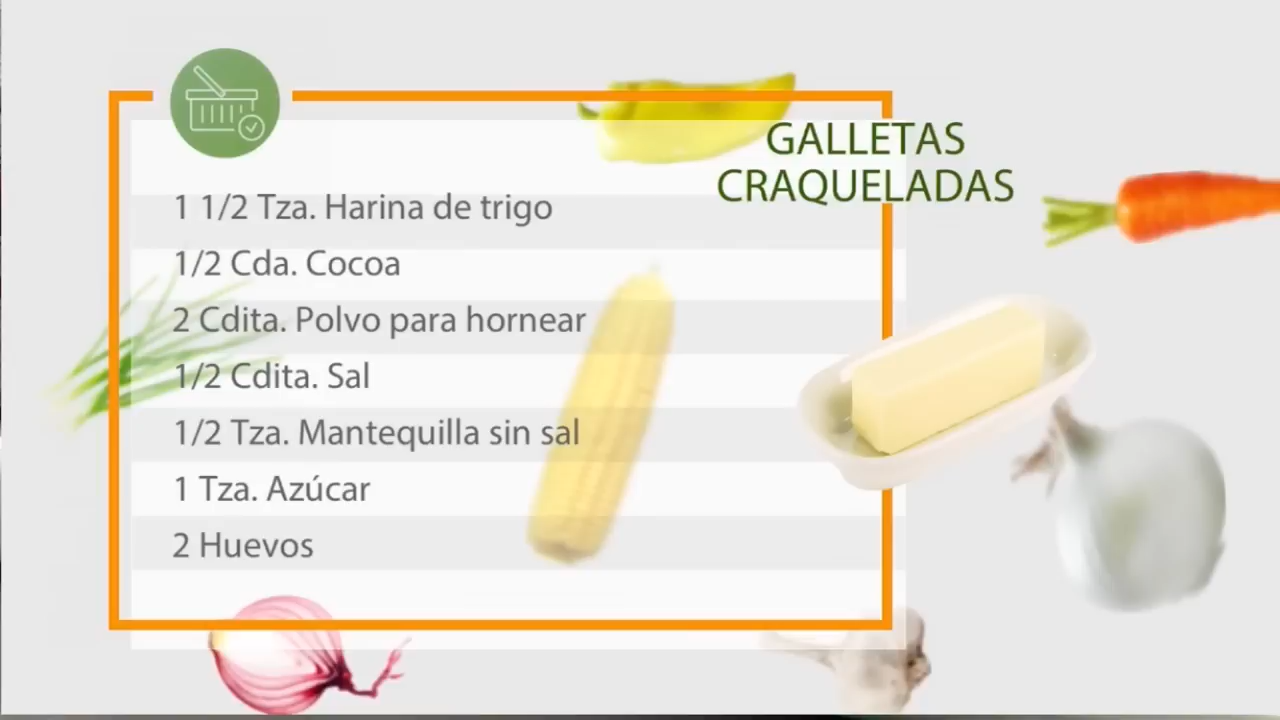 GALLETAS
CRAQUELADAS
1 1/2 Tza. Harina de trigo
1/2 Cda. Cocoa
2 Cdita. Polvo para hornear
1/2 Cdita. Sal
1/2 Tza. Mantequilla sin sal
1 Tza. Azúcar
2 Huevos